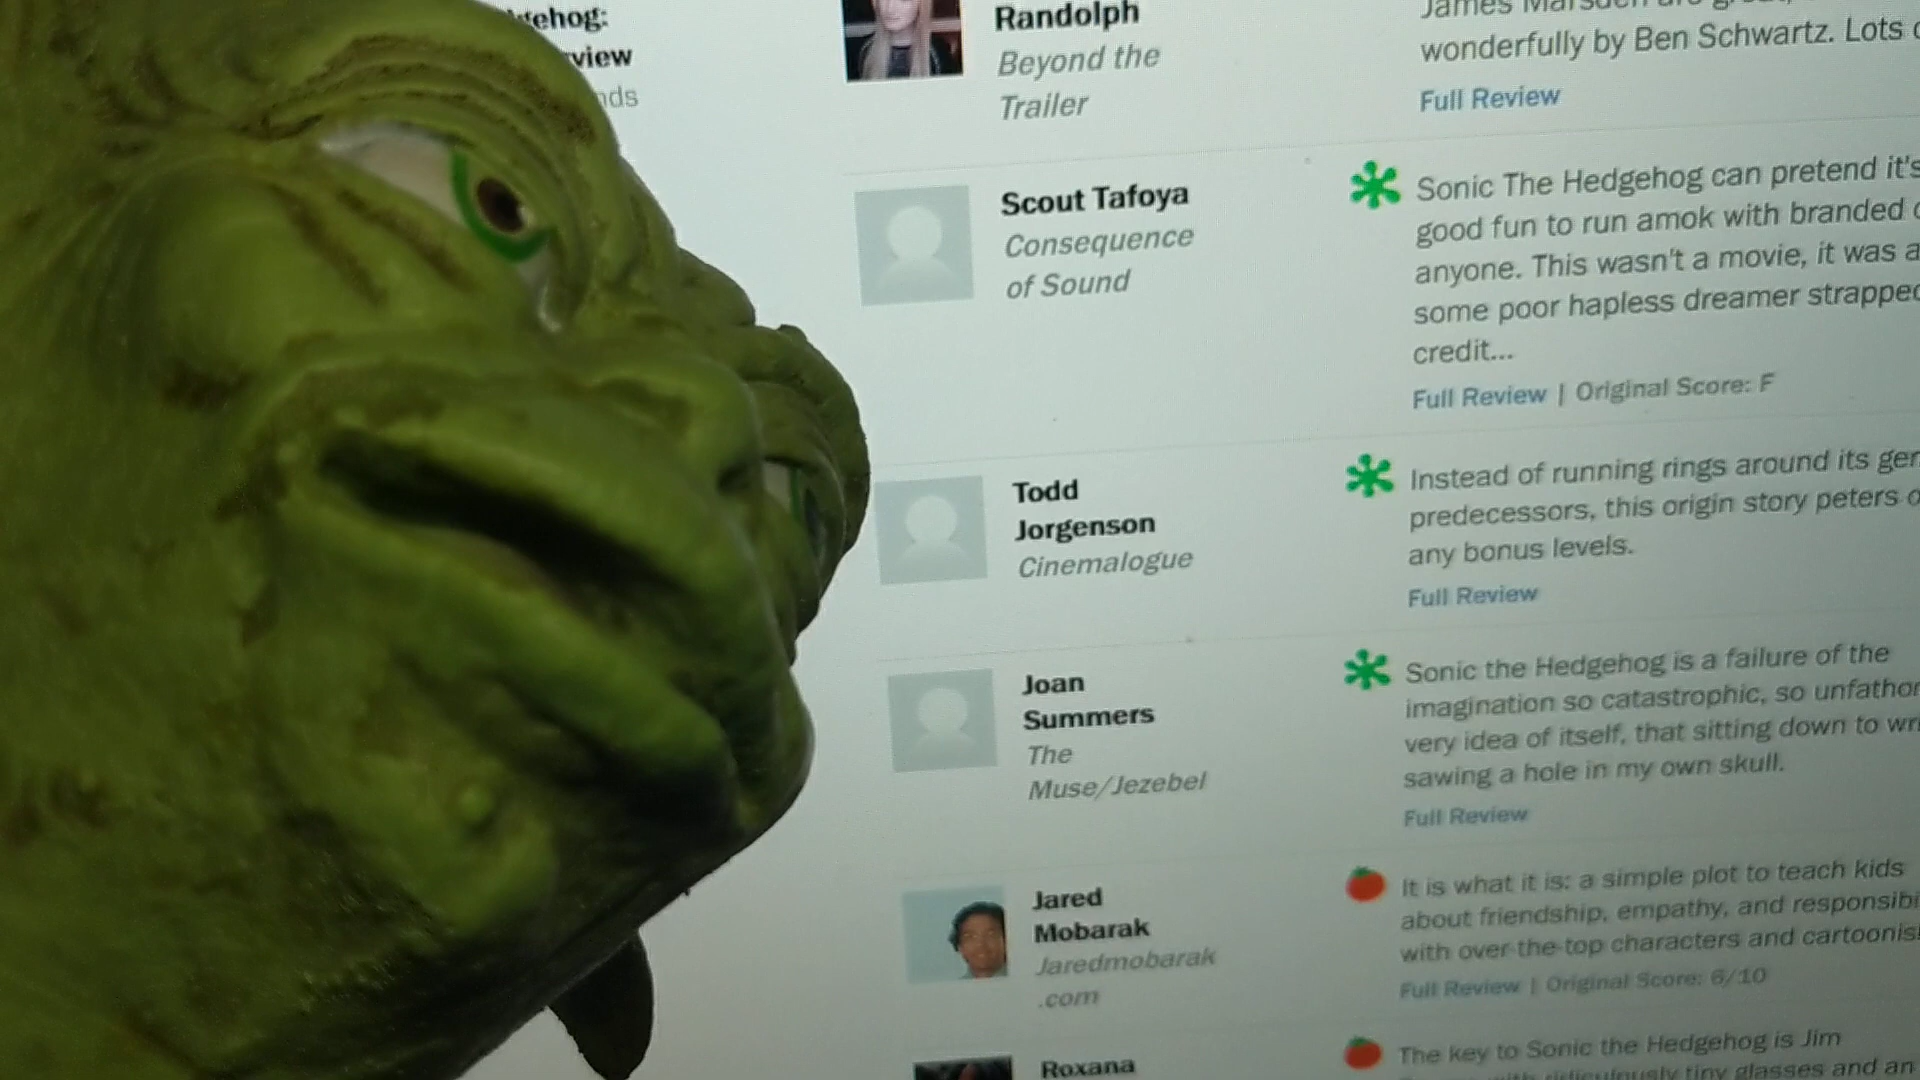 view
Randolph
Beyond the
Trailer
wonderfully by Ben Schwartz. Lots
Full Review
Scout Tafoya
Consequence
of Sound
Sonic The Hedgehog can pretend it's
good fun to run amok with branded
anyone. This wasn't a movie, it was a
some poor hapless dreamer strapped
credit...
Full Review | Original Score: F
Todd
Jorgenson
Cinemalogue
Instead of running rings around its
predecessors, this origin story peters
any bonus levels.
Full Review
Joan
Summers
The
Muse/Jezebel
Sonic the Hedgehog is a failure of the
imagination so catastrophic, so
very idea of itself, that sitting down to
sawing a hole in my own skull.
Full Review
Jared
Mobarak
Jaredmobarak
.com
It is what it is: a simple plot to teach kids
about friendship, empathy, and
with over-the-top characters and
Full Review | Original Score: 6/10
Roxana
The key to Sonic the Hedgehog is Jim
ridiculously tiny glasses and an